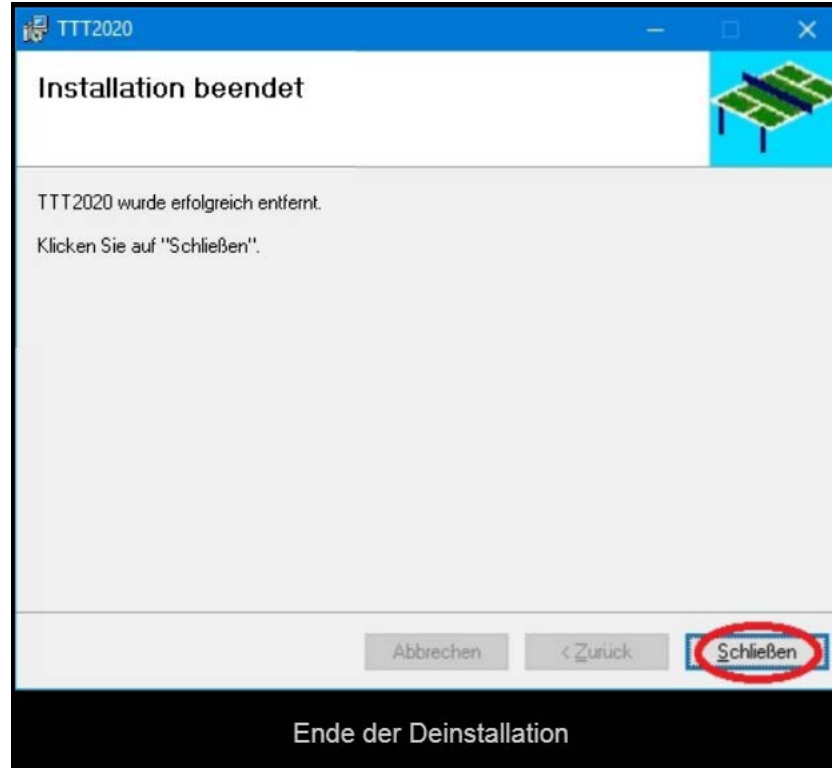 TTT2020
Installation beendet
TTT2020 wurde erfolgreich entfernt.
Klicken Sie auf "Schließen".
Abbrechen
< Zurück
Schließen
Ende der Deinstallation